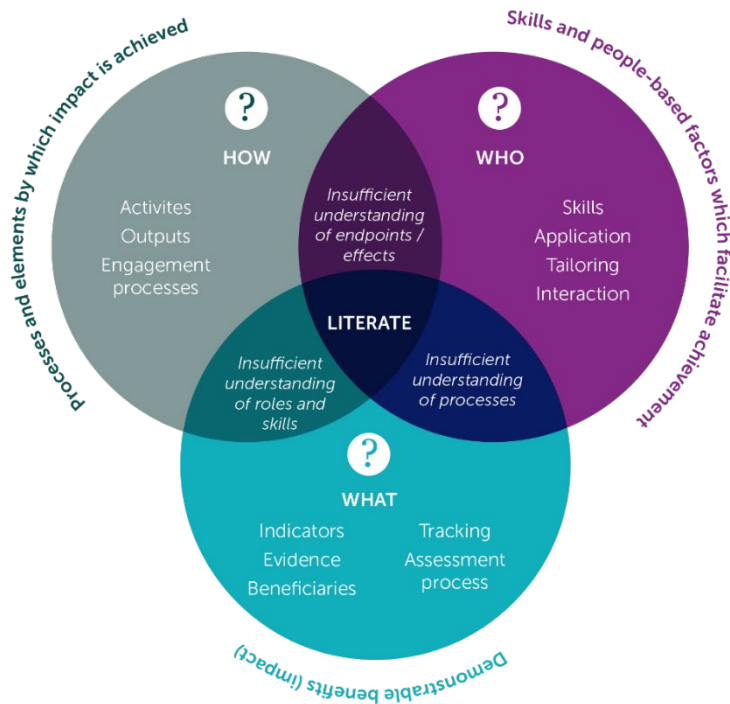 Processes and elements by which impact is achieved
Skills and people-based factors which facilitate achievement
?
HOW
Activites
Outputs
Engagement
processes
?
WHO
Skills
Application
Tailoring
Interaction
Insufficient
understanding
of endpoints /
effects
LITERATE
Insufficient
understanding
of roles and
skills
Insufficient
understanding
of processes
?
WHAT
Indicators
Evidence
Beneficiaries
Tracking
Assessment
process
Demonstrable benefits (impact)